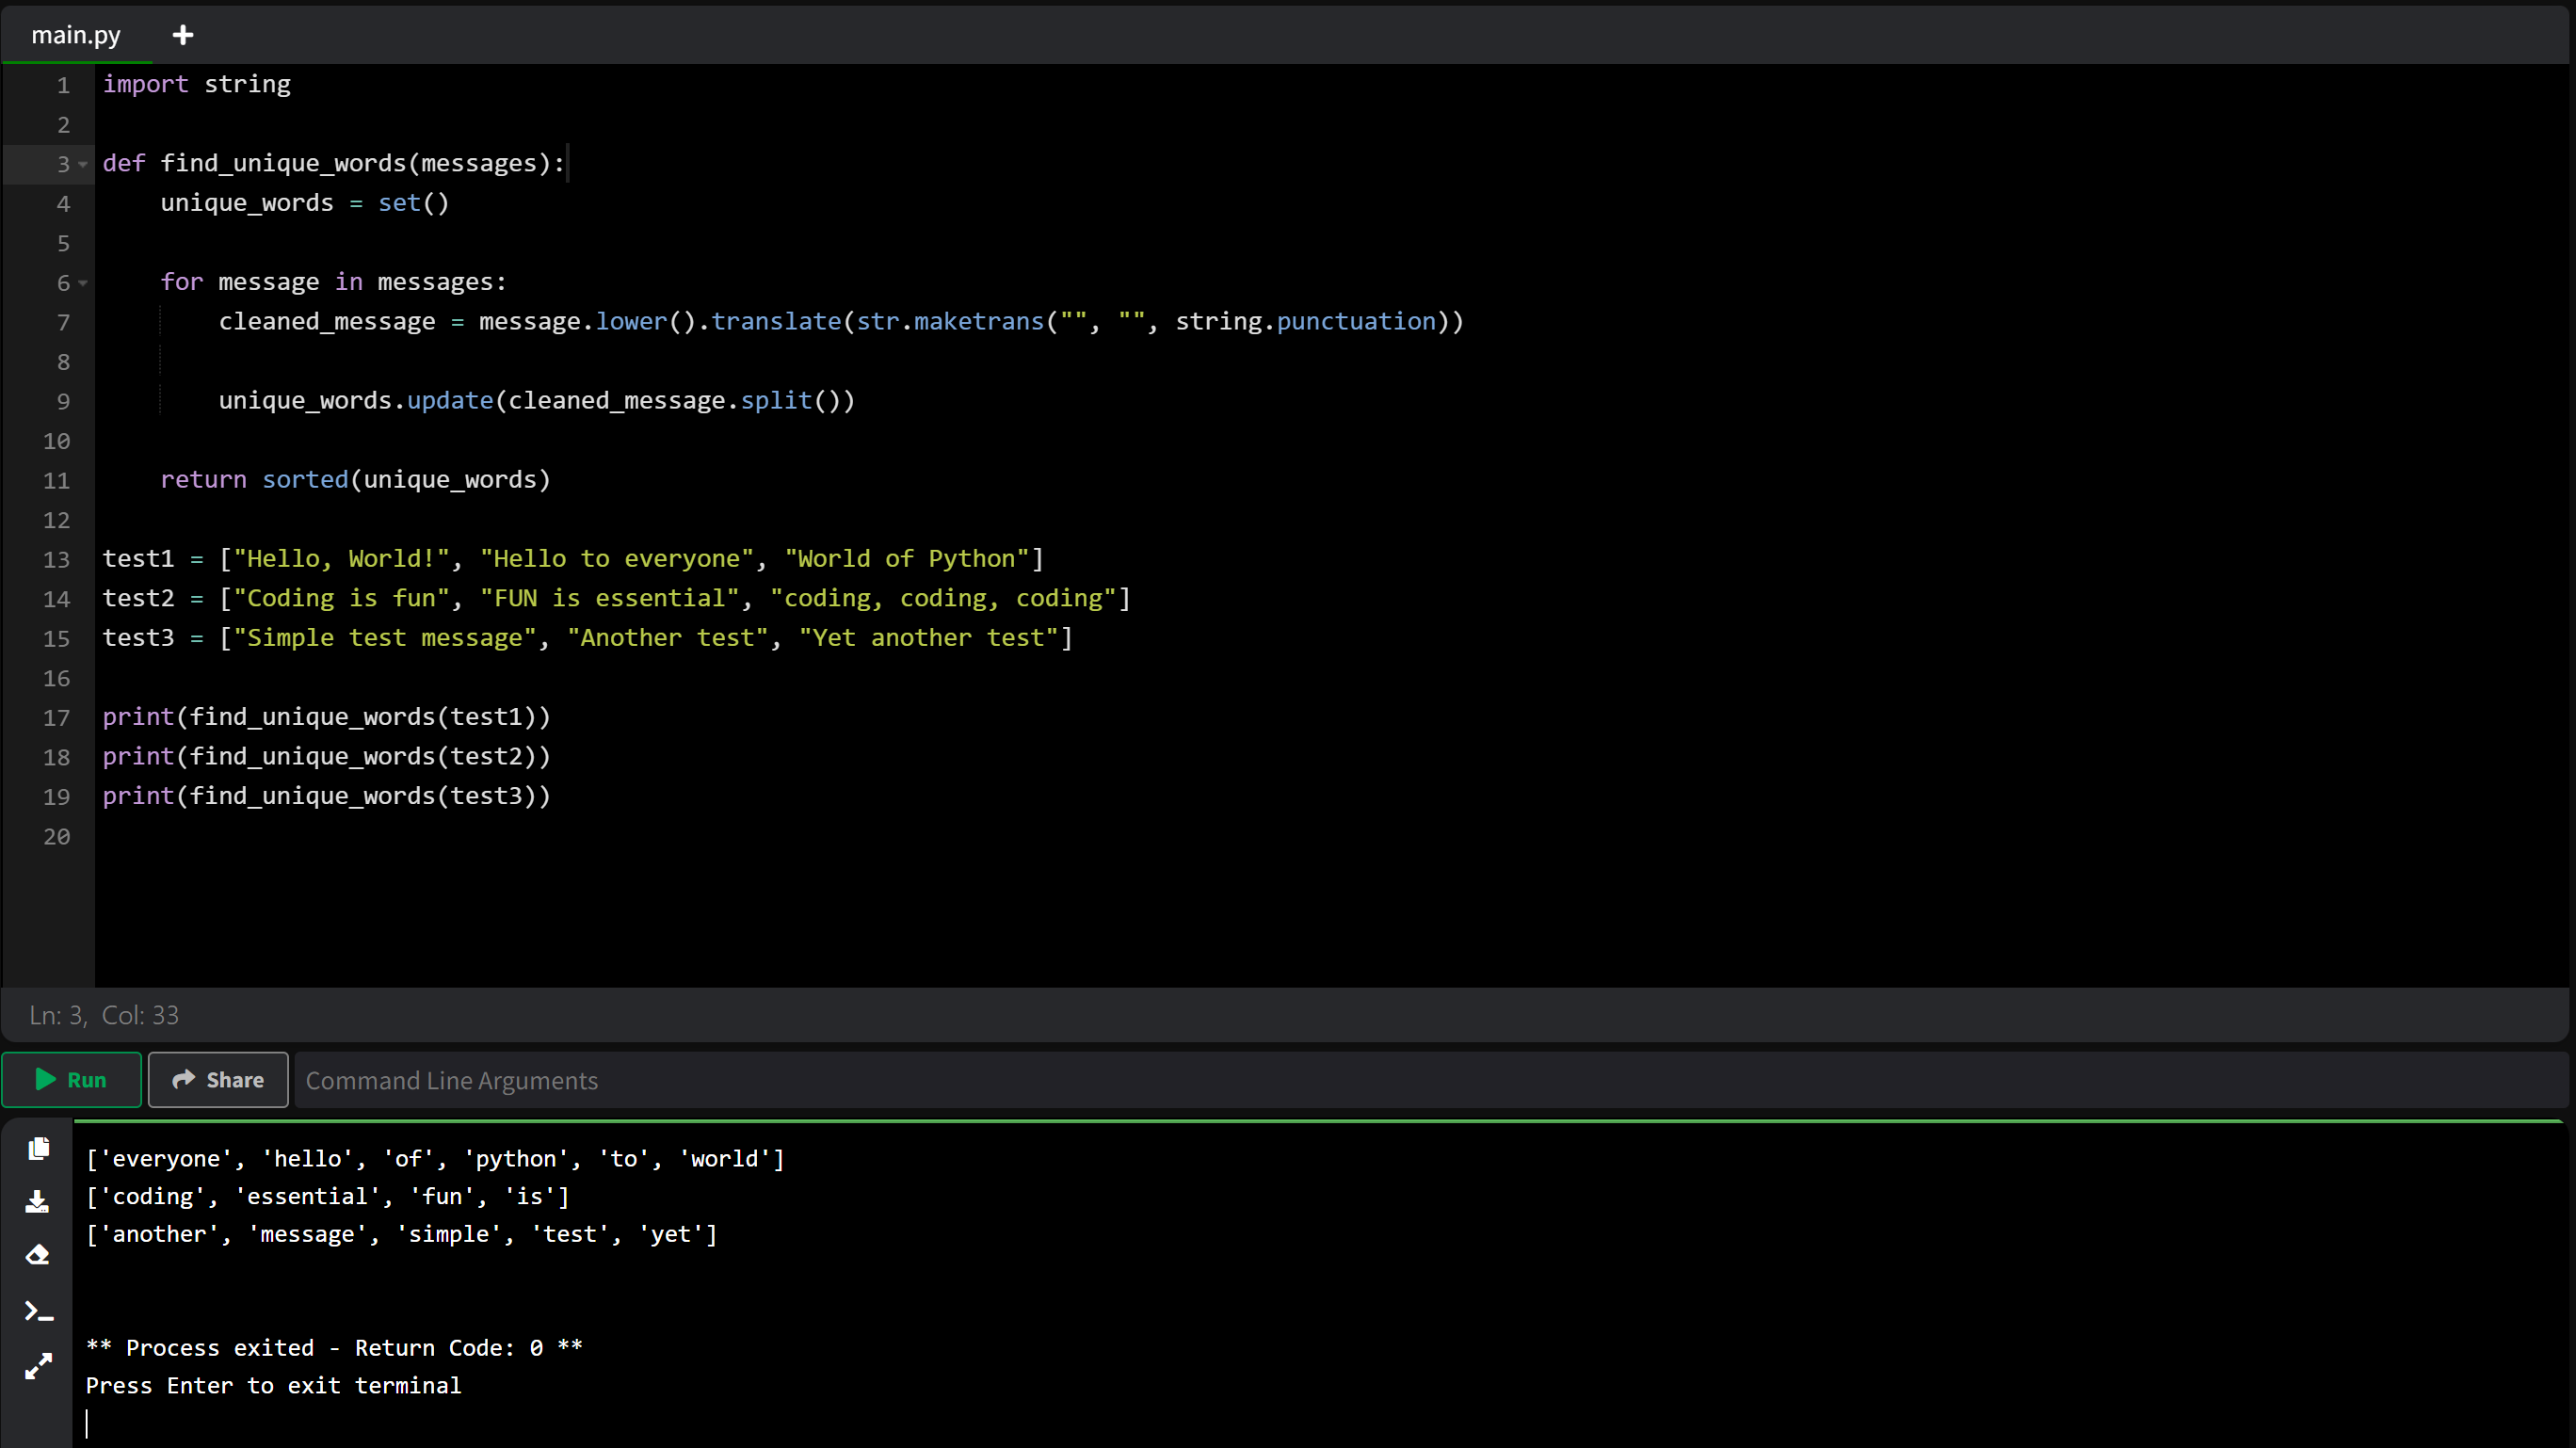 main.py
1 import string
2
3 def find_unique_words(messages):
4     unique_words = set()
5
6     for message in messages:
7         cleaned_message = message.lower().translate(str.maketrans("", "", string.punctuation))
8
9         unique_words.update(cleaned_message.split())
10
11     return sorted(unique_words)
12
13 test1 = ["Hello, World!", "Hello to everyone", "World of Python"]
14 test2 = ["Coding is fun", "FUN is essential", "coding, coding, coding"]
15 test3 = ["Simple test message", "Another test", "Yet another test"]
16
17 print(find_unique_words(test1))
18 print(find_unique_words(test2))
19 print(find_unique_words(test3))
20
Ln: 3, Col: 33
Run Share Command Line Arguments
['everyone', 'hello', 'of', 'python', 'to', 'world']
['coding', 'essential', 'fun', 'is']
['another', 'message', 'simple', 'test', 'yet']
** Process exited - Return Code: 0 **
Press Enter to exit terminal